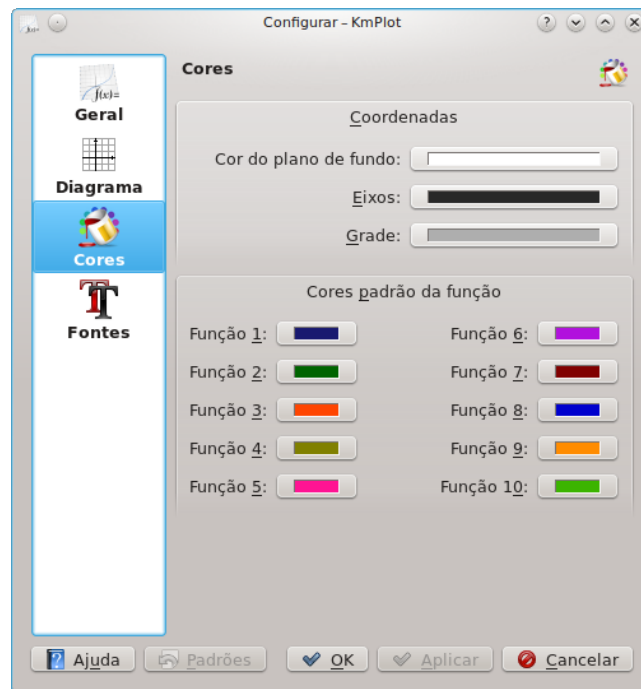 Configurar – KmPlot
f(x)=
Geral
Diagrama
Cores
Fontes
Cores
Coordenadas
Cor do plano de fundo:
Eixos:
Grade:
Cores padrão da função
Função 1:
Função 2:
Função 3:
Função 4:
Função 5:
Função 6:
Função 7:
Função 8:
Função 9:
Função 10:
Ajuda
Padrões
OK
Aplicar
Cancelar